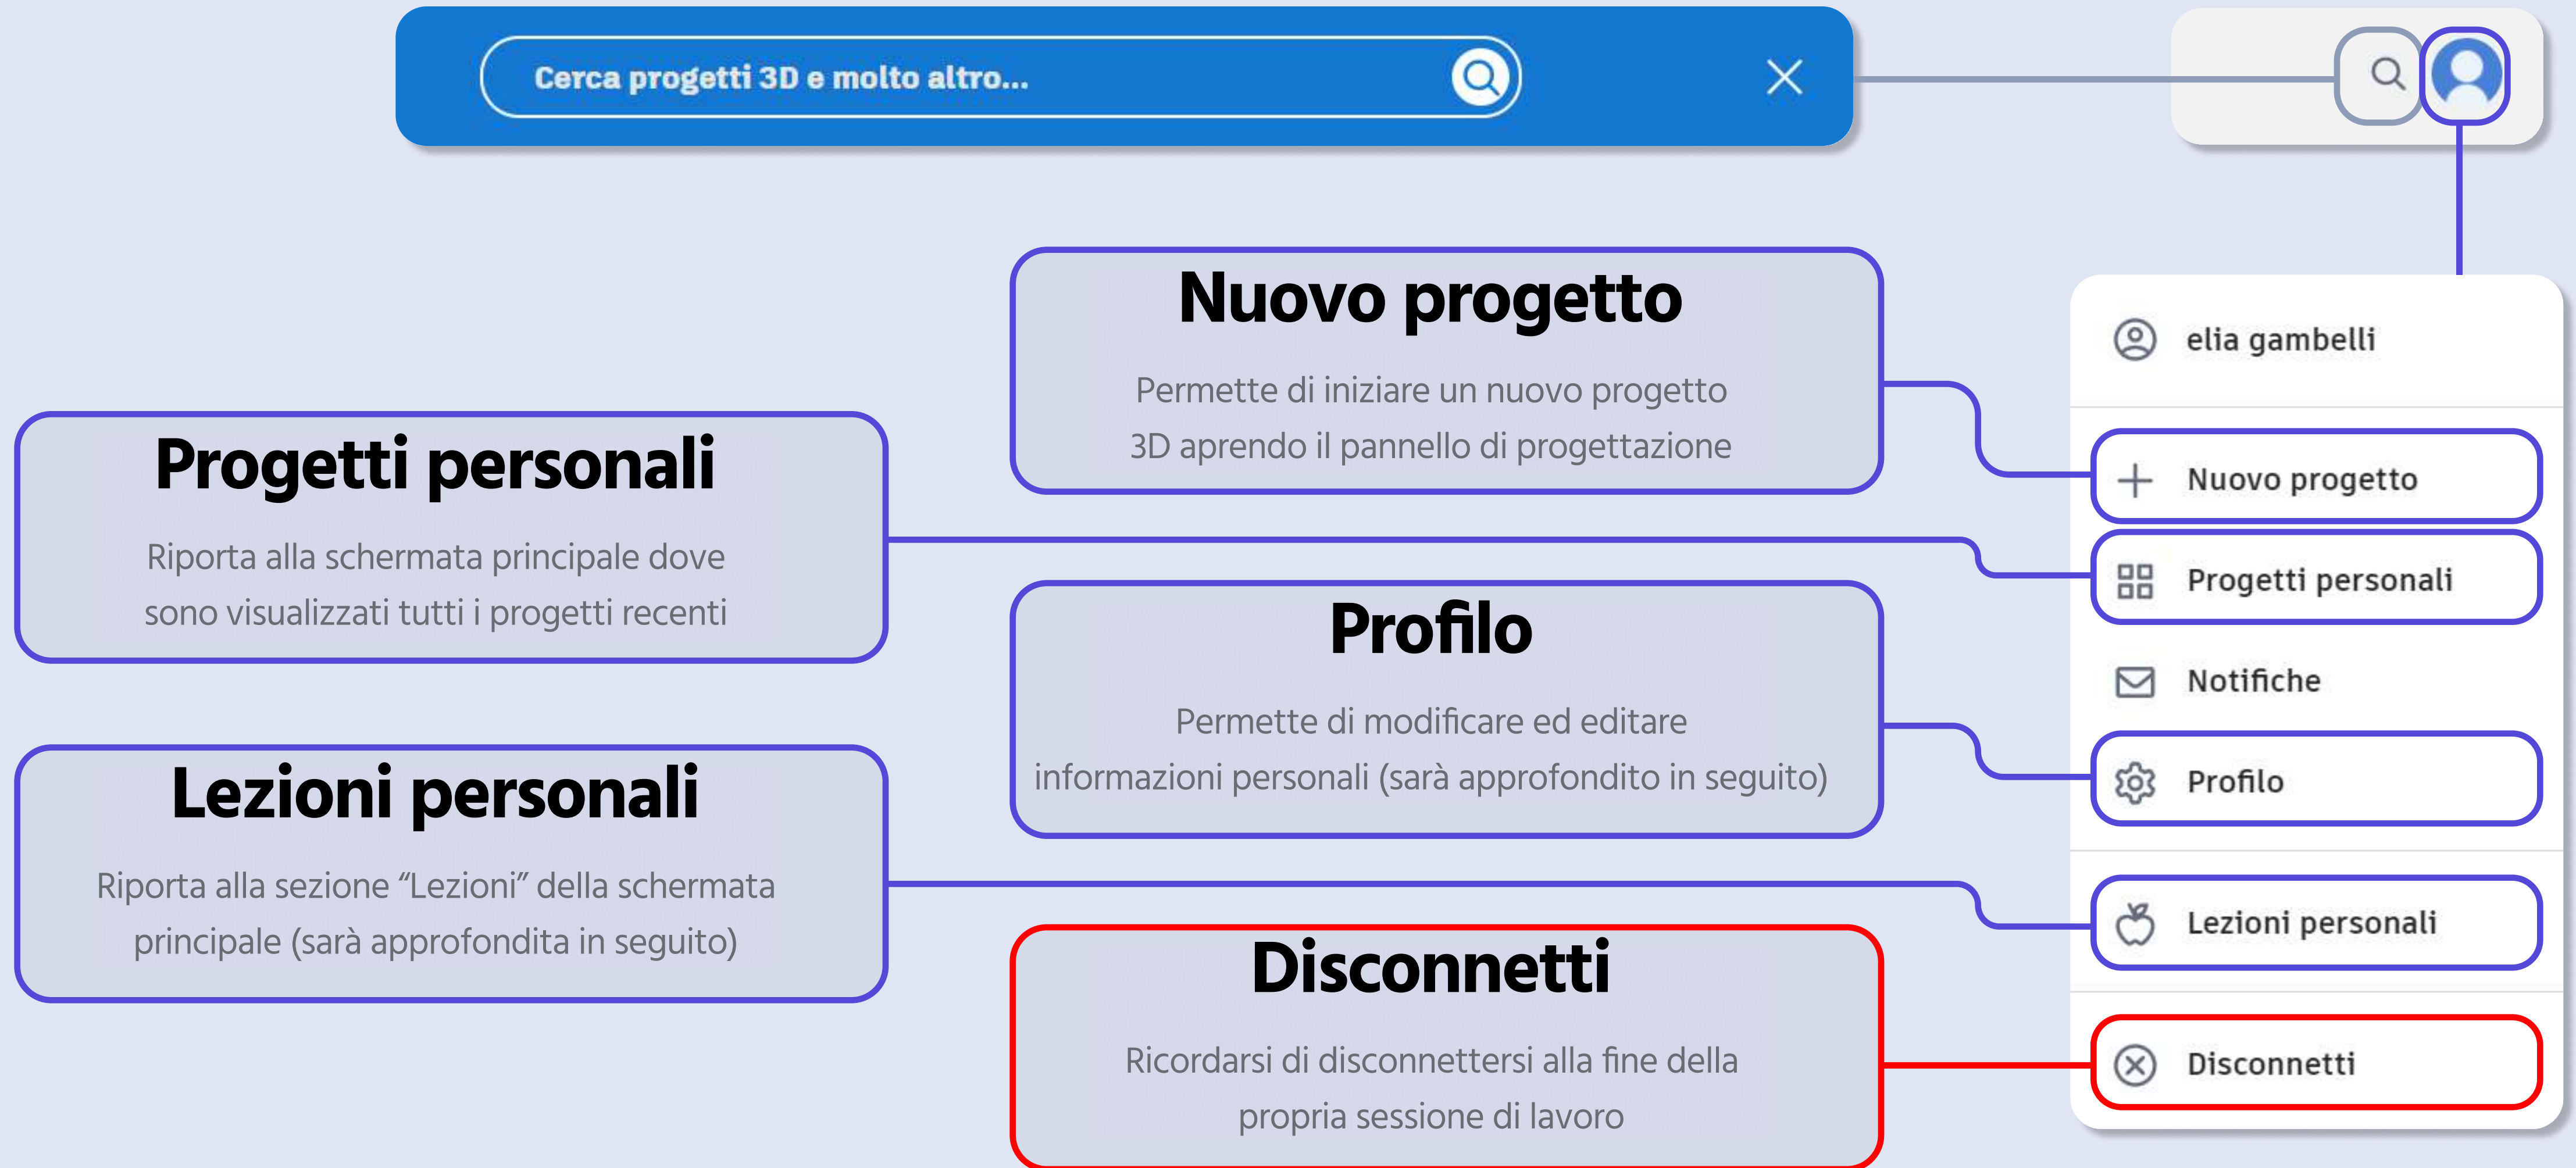 Cerca progetti 3D e molto altro...
Nuovo progetto
Permette di iniziare un nuovo progetto
3D aprendo il pannello di progettazione
Progetti personali
Riporta alla schermata principale dove
sono visualizzati tutti i progetti recenti
Profilo
Permette di modificare ed editare
informazioni personali (sarà approfondito in seguito)
Lezioni personali
Riporta alla sezione “Lezioni” della schermata
principale (sarà approfondita in seguito)
Disconnetti
Ricordarsi di disconnettersi alla fine della
propria sessione di lavoro
elia gambelli
Nuovo progetto
Progetti personali
Notifiche
Profilo
Lezioni personali
Disconnetti